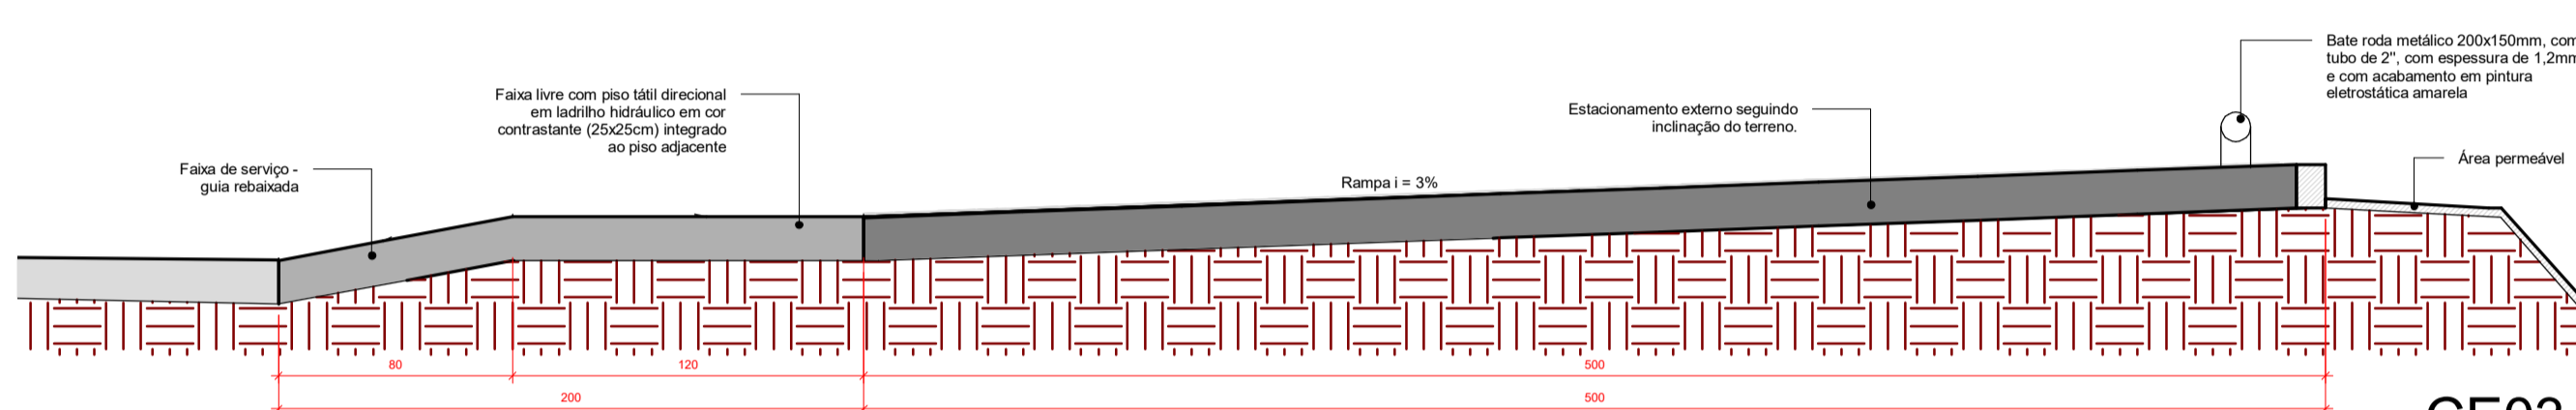 Bate roda metálico 200x150mm, com
tubo de 2", com espessura de 1,2mm
e com acabamento em pintura
eletrostática amarela
Faixa livre com piso tátil direcional
em ladrilho hidráulico em cor
contrastante (25x25cm) integrado
ao piso adjacente
Estacionamento externo seguindo
inclinação do terreno.
Faixa de serviço -
guia rebaixada
Rampa i = 3%
Área permeável
80
120
500
200
500